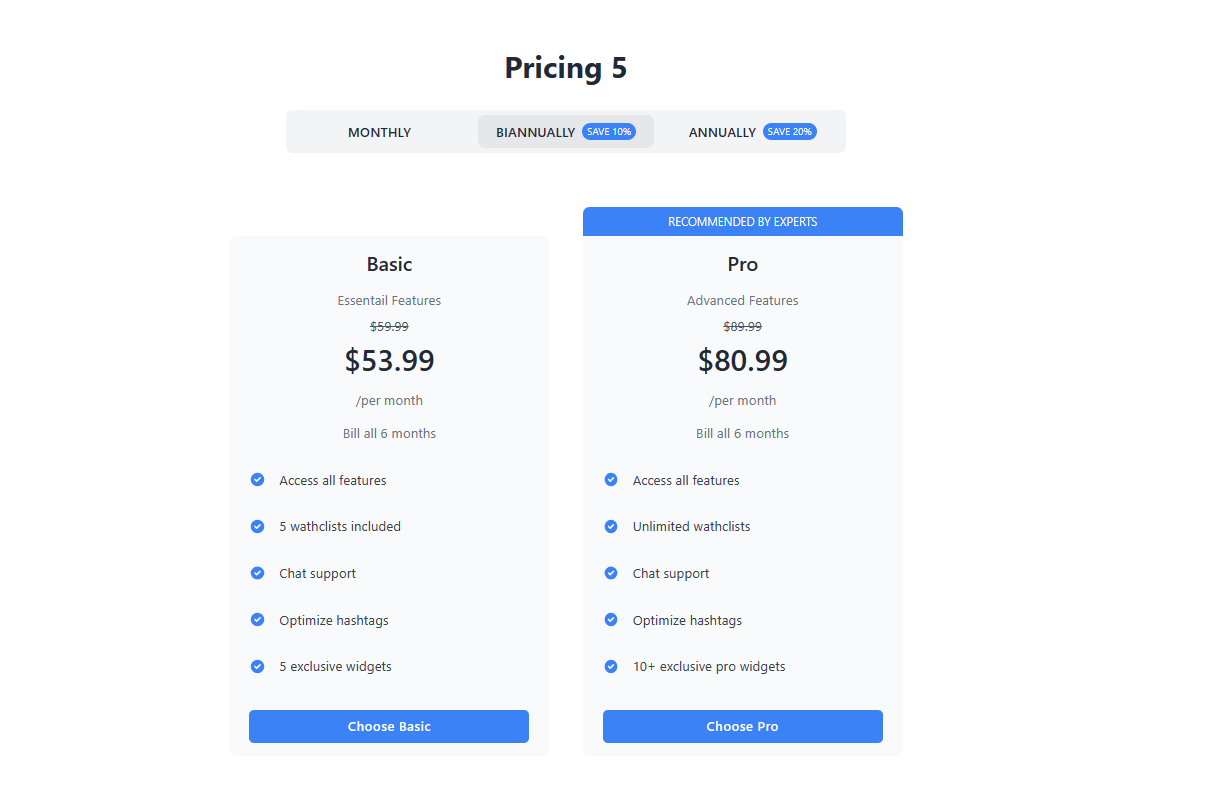 Pricing 5
MONTHLY
BIANNUALLY SAVE 10%
ANNUALLY SAVE 20%
Basic
Essentail Features
$59.99
$53.99
/per month
Bill all 6 months
Access all features
5 wathclists included
Chat support
Optimize hashtags
5 exclusive widgets
Choose Basic
RECOMMENDED BY EXPERTS
Pro
Advanced Features
$89.99
$80.99
/per month
Bill all 6 months
Access all features
Unlimited wathclists
Chat support
Optimize hashtags
10+ exclusive pro widgets
Choose Pro